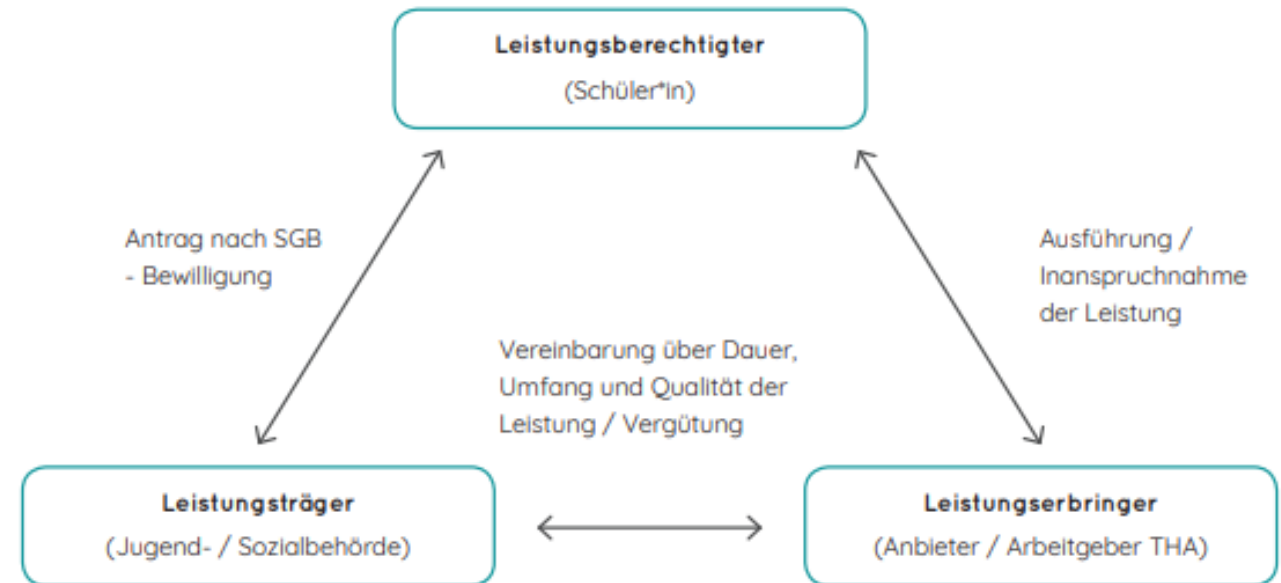 Leistungsberechtigter
(Schüler*in)
Antrag nach SGB
- Bewilligung
Ausführung /
Inanspruchnahme
der Leistung
Vereinbarung über Dauer,
Umfang und Qualität der
Leistung / Vergütung
Leistungsträger
(Jugend- / Sozialbehörde)
Leistungserbringer
(Anbieter / Arbeitgeber THA)